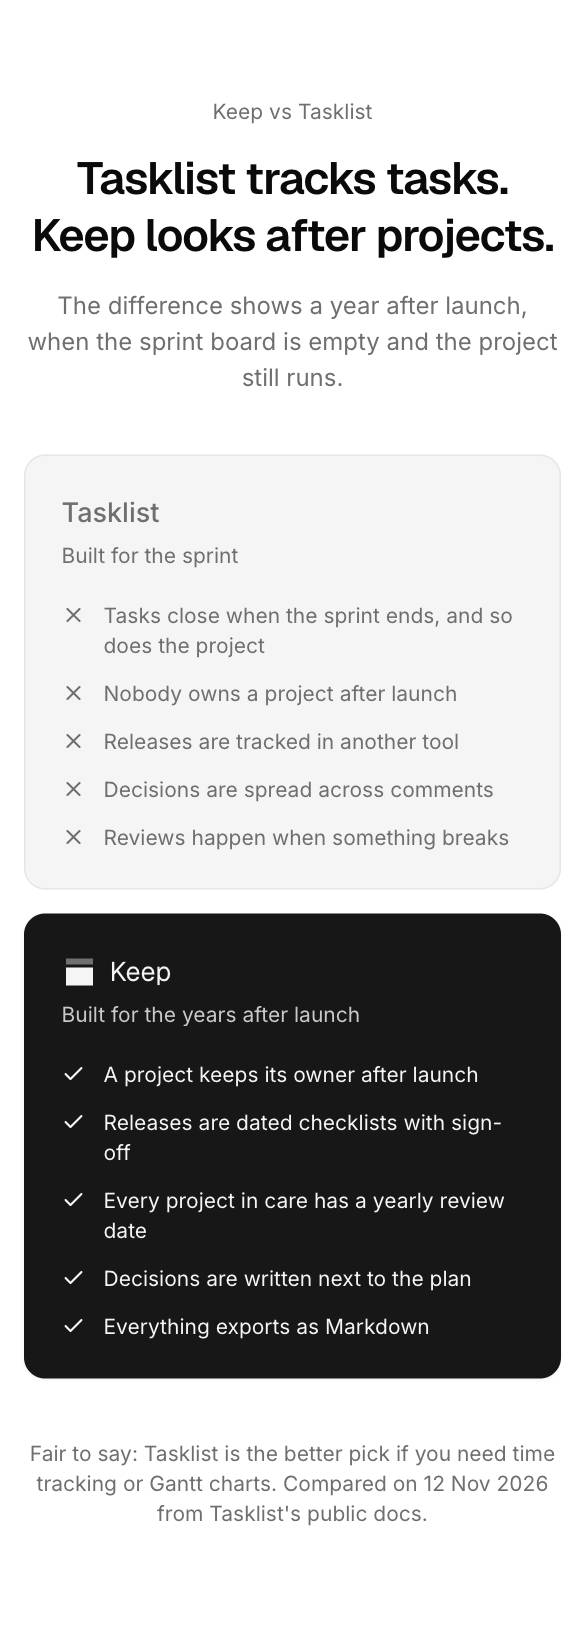 Keep vs Tasklist
Tasklist tracks tasks.
Keep looks after projects.
The difference shows a year after launch,
when the sprint board is empty and the project
still runs.
Tasklist
Built for the sprint
Tasks close when the sprint ends, and so
does the project
Nobody owns a project after launch
Releases are tracked in another tool
Decisions are spread across comments
Reviews happen when something breaks
Keep
Built for the years after launch
A project keeps its owner after launch
Releases are dated checklists with sign-
off
Every project in care has a yearly review
date
Decisions are written next to the plan
Everything exports as Markdown
Fair to say: Tasklist is the better pick if you need time
tracking or Gantt charts. Compared on 12 Nov 2026
from Tasklist's public docs.